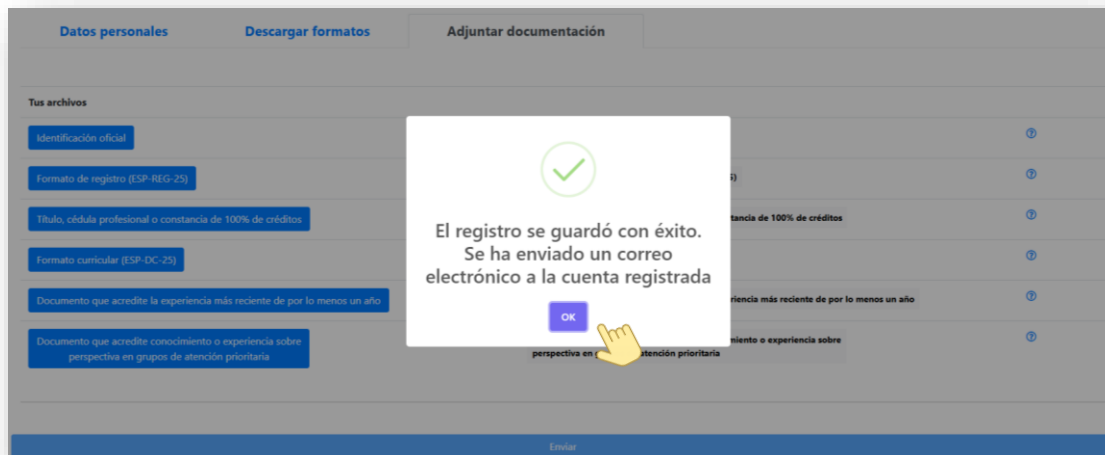 Datos personales
Descargar formatos
Adjuntar documentación
Tus archivos
Identificación oficial
Formato de registro (ESP-REG-25)
Título, cédula profesional o constancia de 100% de créditos
tancia de 100% de créditos
Formato curricular (ESP-DC-25)
Documento que acredite la experiencia más reciente de por lo menos un año
riencia más reciente de por lo menos un año
Documento que acredite conocimiento o experiencia sobre
perspectiva en grupos de atención prioritaria
miento o experiencia sobre
perspectiva en atención prioritaria
El registro se guardó con éxito.
Se ha enviado un correo
electrónico a la cuenta registrada
OK
Enviar